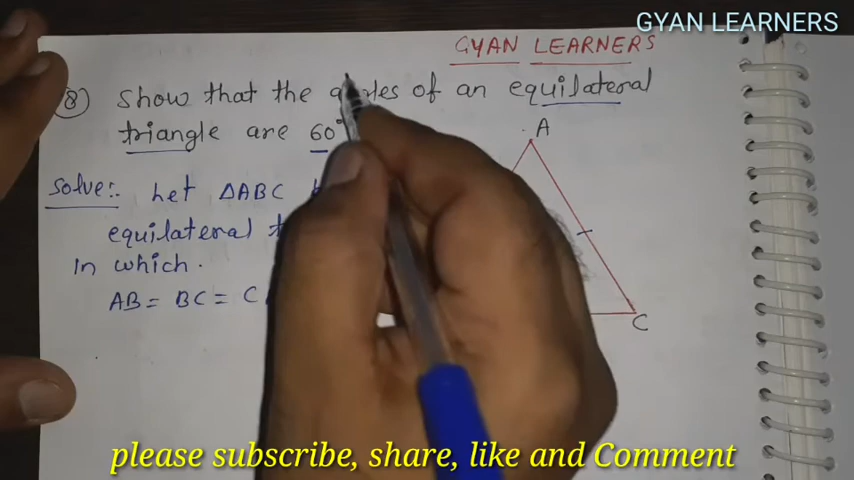 GYAN LEARNERS
GYAN LEARNERS
8) Show that the of an equilateral
triangle are 60°
Solve:- Let ΔABC
equilateral
in which.
AB = BC = C
A
C
please subscribe, share, like and Comment